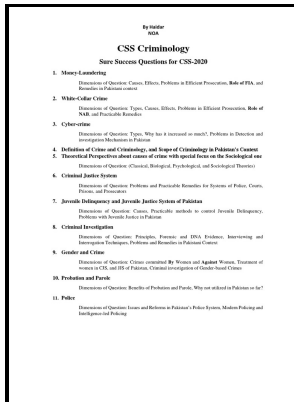 By Haidar
NOA
CSS Criminology
Sure Success Questions for CSS-2020
1. Money-Laundering
Dimensions of Question: Causes, Effects, Problems in Efficient Prosecution, Role of FIA, and
Remedies in Pakistani context
2. White-Collar Crime
Dimensions of Question: Types, Causes, Effects, Problems in Efficient Prosecution, Role of
NAB, and Practicable Remedies
3. Cyber-crime
Dimensions of Question: Types, Why has it increased so much?, Problems in Detection and
investigation Mechanism in Pakistan
4. Definition of Crime and Criminology, and Scope of Criminology in Pakistan's Context
5. Theoretical Perspectives about causes of crime with special focus on the Sociological one
Dimensions of Question: (Classical, Biological, Psychological, and Sociological Theories)
6. Criminal Justice System
Dimensions of Question: Problems and Practicable Remedies for Systems of Police, Courts,
Prisons, and Prosecutors
7. Juvenile Delinquency and Juvenile Justice System of Pakistan
Dimensions of Question: Causes, Practicable methods to control Juvenile Delinquency,
Problems with Juvenile Justice in Pakistan
8. Criminal Investigation
Dimensions of Question: Principles, Forensic and DNA Evidence, Interviewing and
Interrogation Techniques, Problems and Remedies in Pakistani Context
9. Gender and Crime
Dimensions of Question: Crimes committed By Women and Against Women, Treatment of
women in CJS, and JJS of Pakistan, Criminal investigation of Gender-based Crimes
10. Probation and Parole
Dimensions of Question: Benefits of Probation and Parole, Why not utilized in Pakistan so far?
11. Police
Dimensions of Question: Issues and Reforms in Pakistan's Police System, Modern Policing and
Intelligence-led Policing